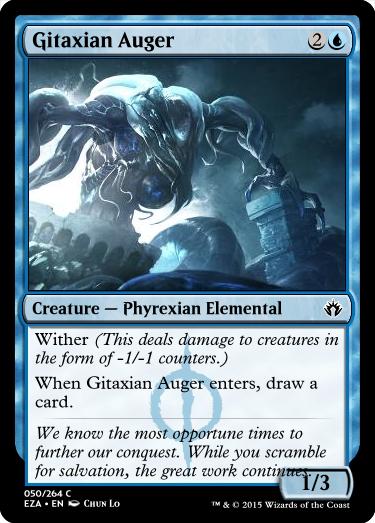 Gitaxian Auger 2
Creature — Phyrexian Elemental
Wither (This deals damage to creatures in
the form of -1/-1 counters.)
When Gitaxian Auger enters, draw a
card.
We know the most opportune times to
further our conquest. While you scramble
for salvation, the great work continues.
1/3
050/264 C
EZA • EN Chun Lo
™ & © 2015 Wizards of the Coast